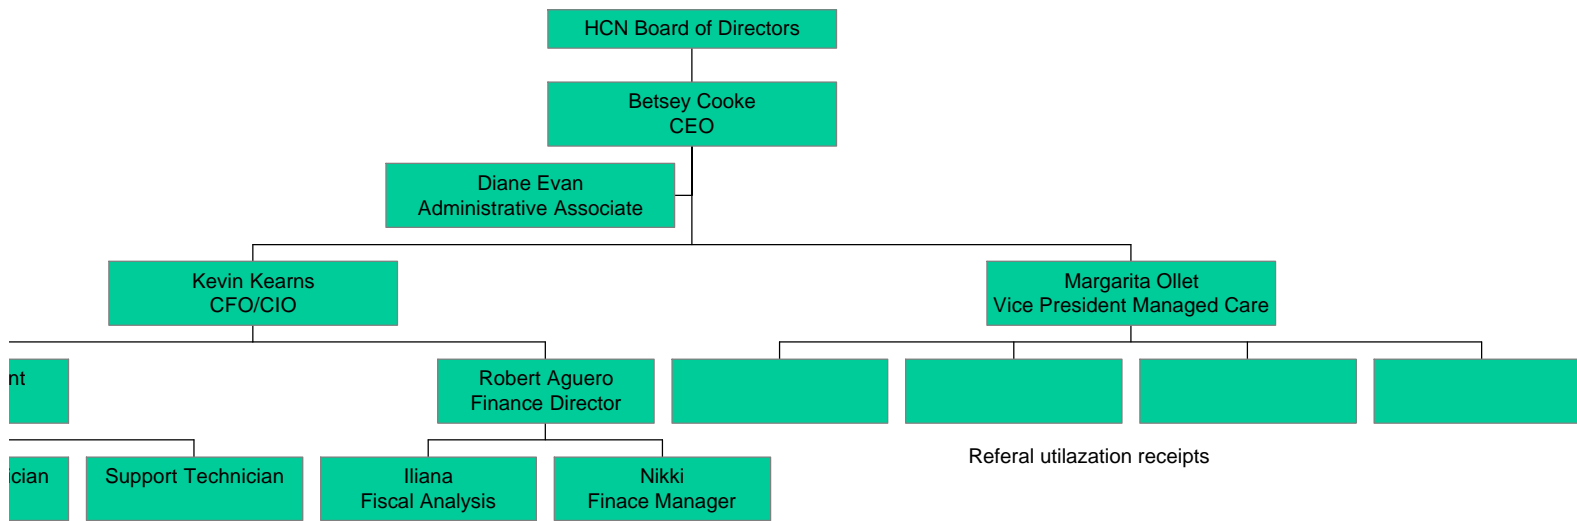 HCN Board of Directors
Betsey Cooke
CEO
Diane Evan
Administrative Associate
Kevin Kearns
CFO/CIO
Margarita Ollet
Vice President Managed Care
nt
Robert Aguero
Finance Director
ician
Support Technician
Iliana
Fiscal Analysis
Nikki
Finace Manager
Referal utilazation receipts